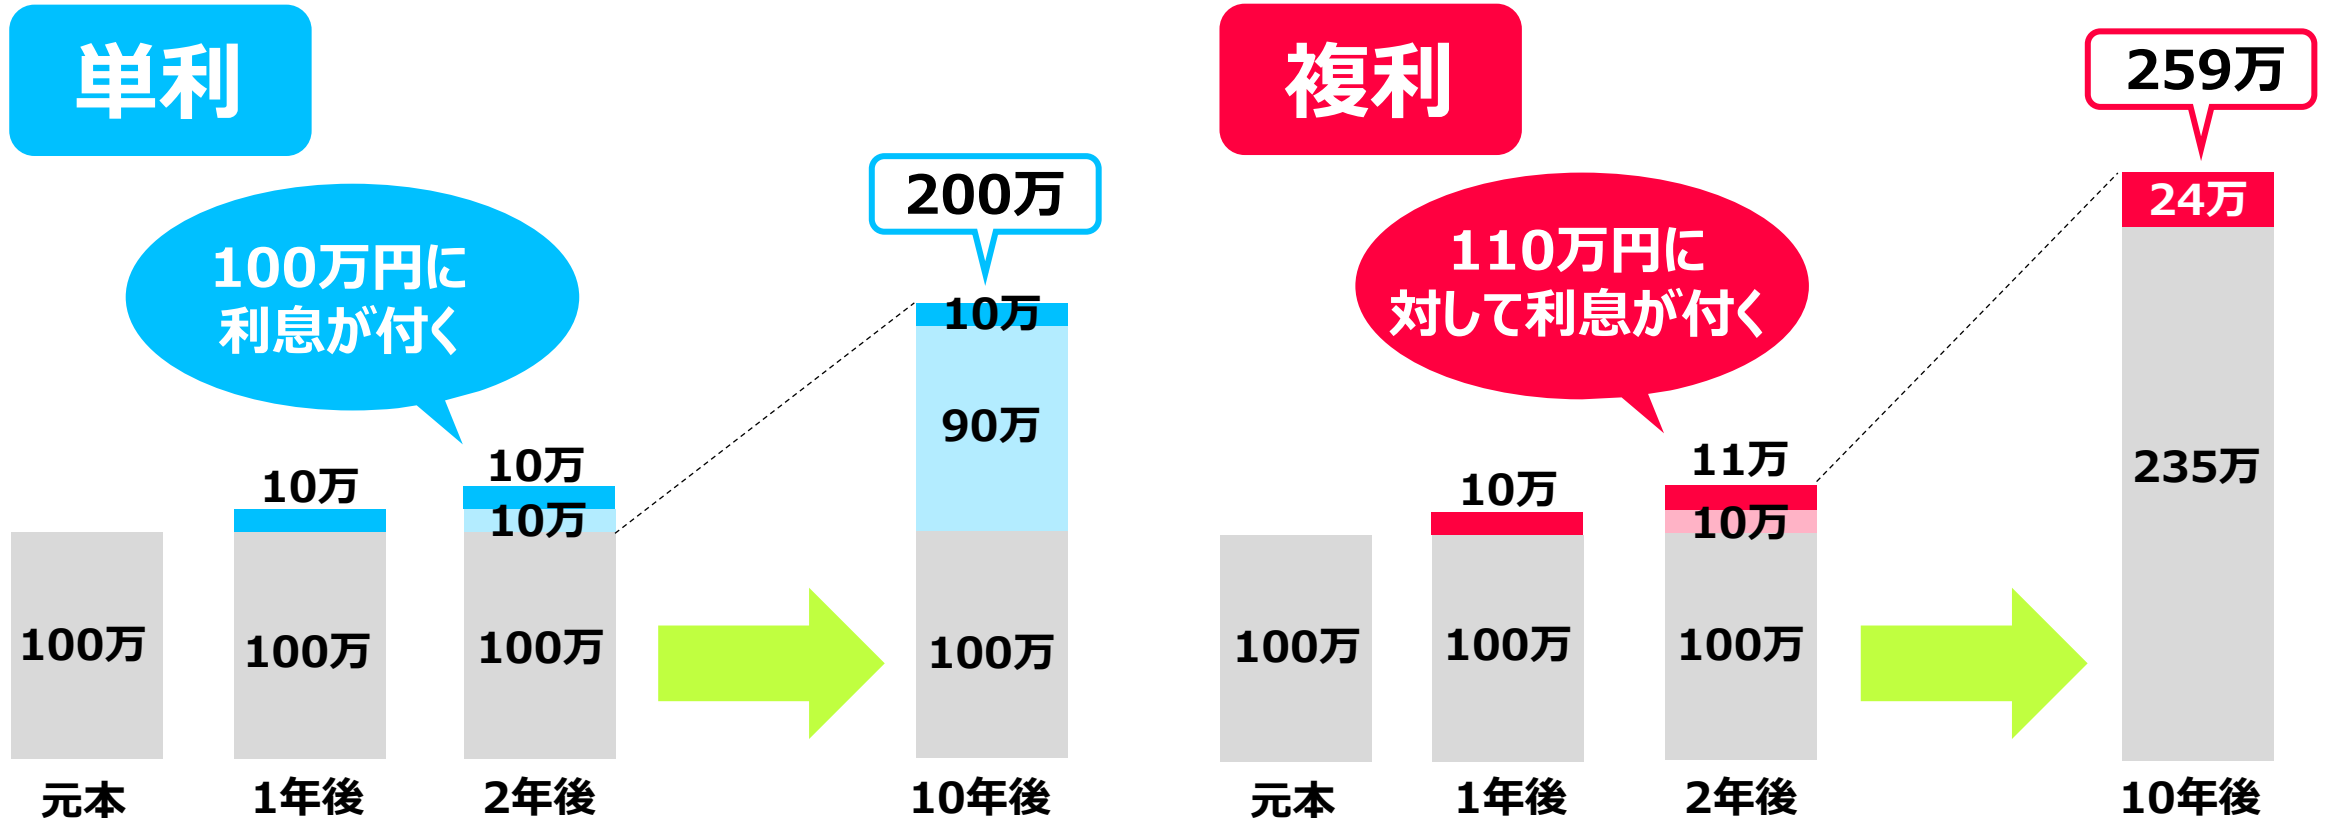 単利
100万円に
利息が付く
200万
10万
90万
100万
10万
10万
100万
10万
100万
100万
元本
1年後
2年後
10年後
複利
110万円に
対して利息が付く
259万
24万
235万
11万
10万
100万
10万
100万
100万
元本
1年後
2年後
10年後